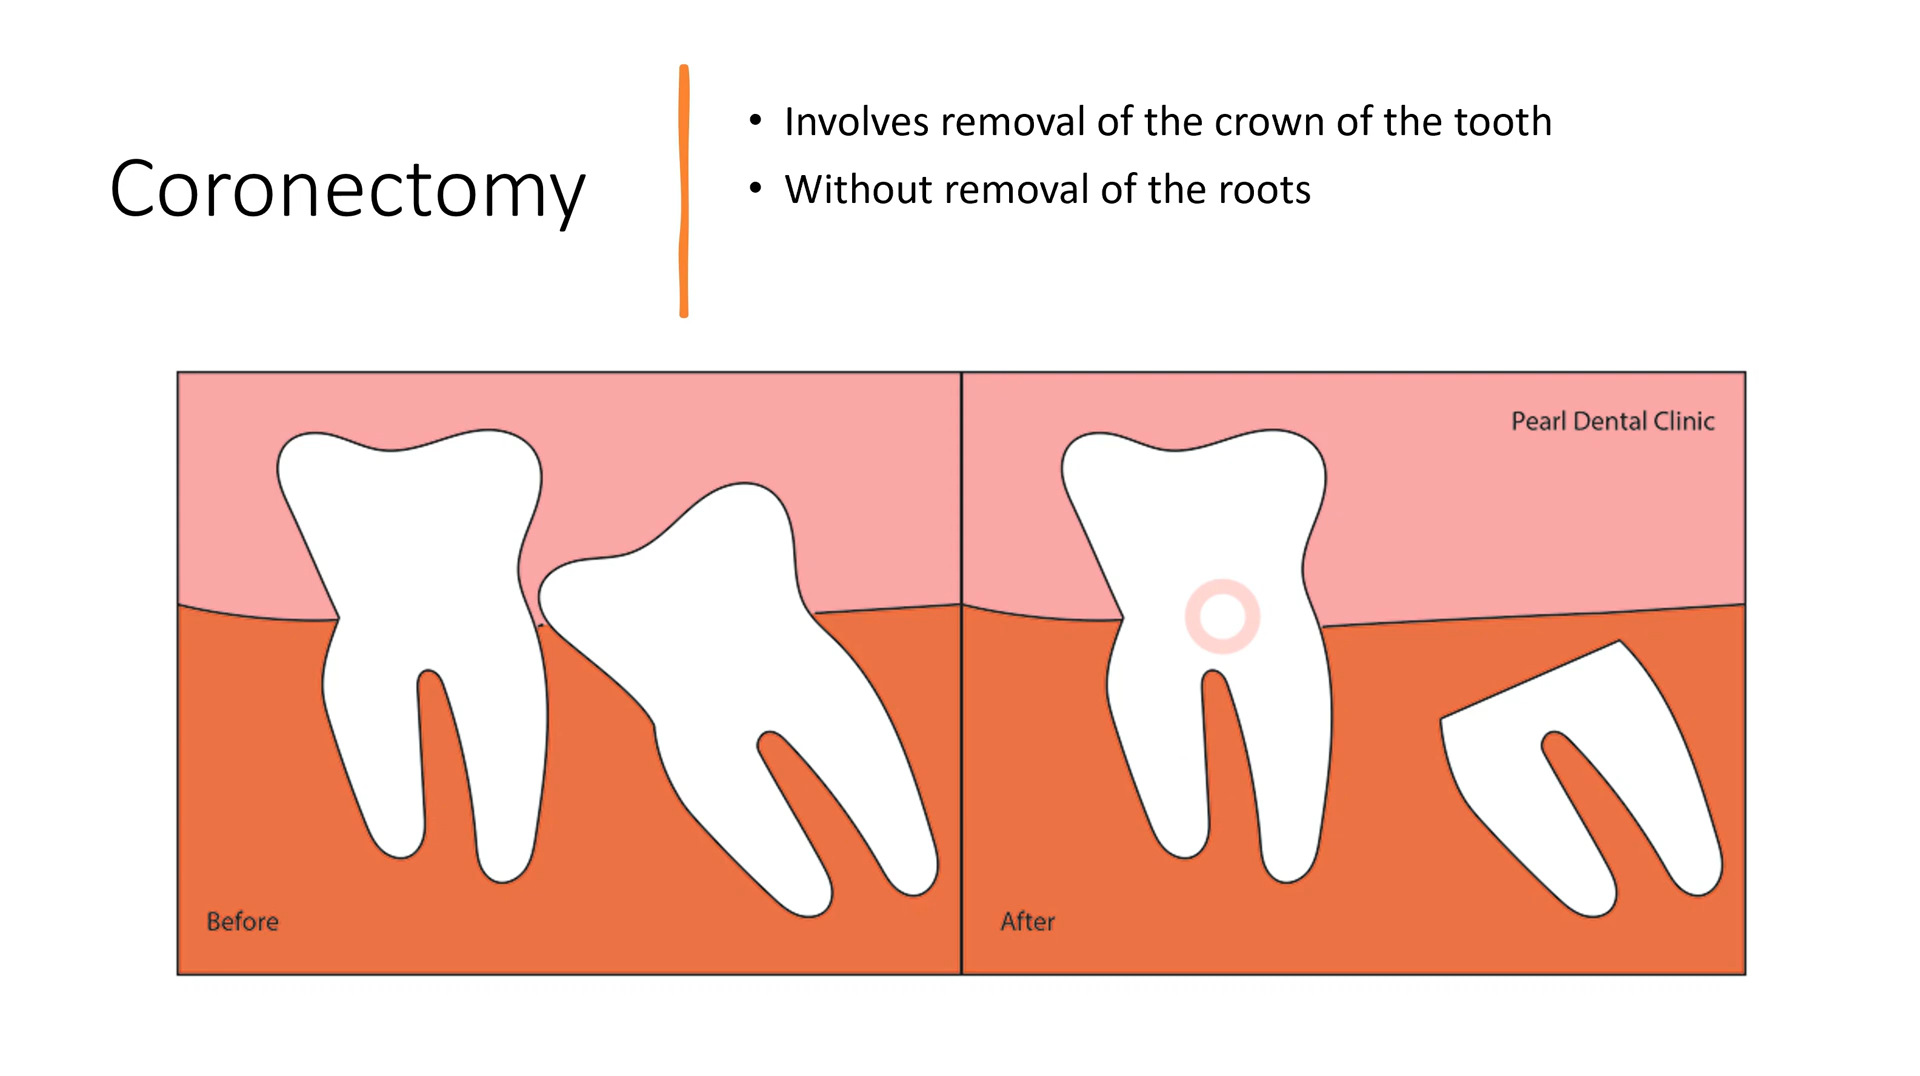 Coronectomy
• Involves removal of the crown of the tooth
• Without removal of the roots
Pearl Dental Clinic
Before
After